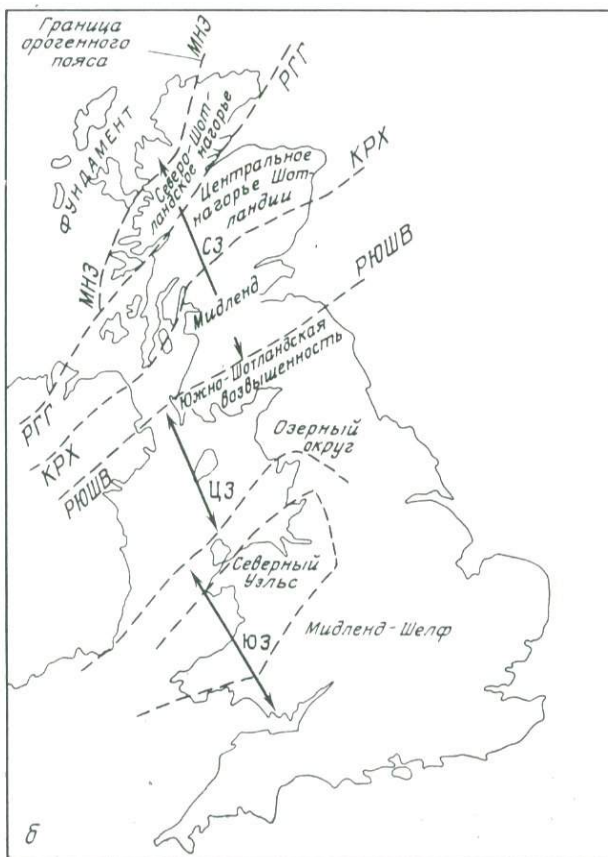 Граница
орогенного
пояса
МНЗ
РГГ
КРХ
РЮШВ
ФУНДАМЕНТ
Северо-Шот-
ландское нагорье
Центральное
нагорье Шот-
ландии
СЗ
МНЗ
Мидленд
Южно-Шотландская
возвышенность
РГГ
КРХ
РЮШВ
Озерный
округ
ЦЗ
Северный
Уэльс
Мидленд-Шелф
ЮЗ
б